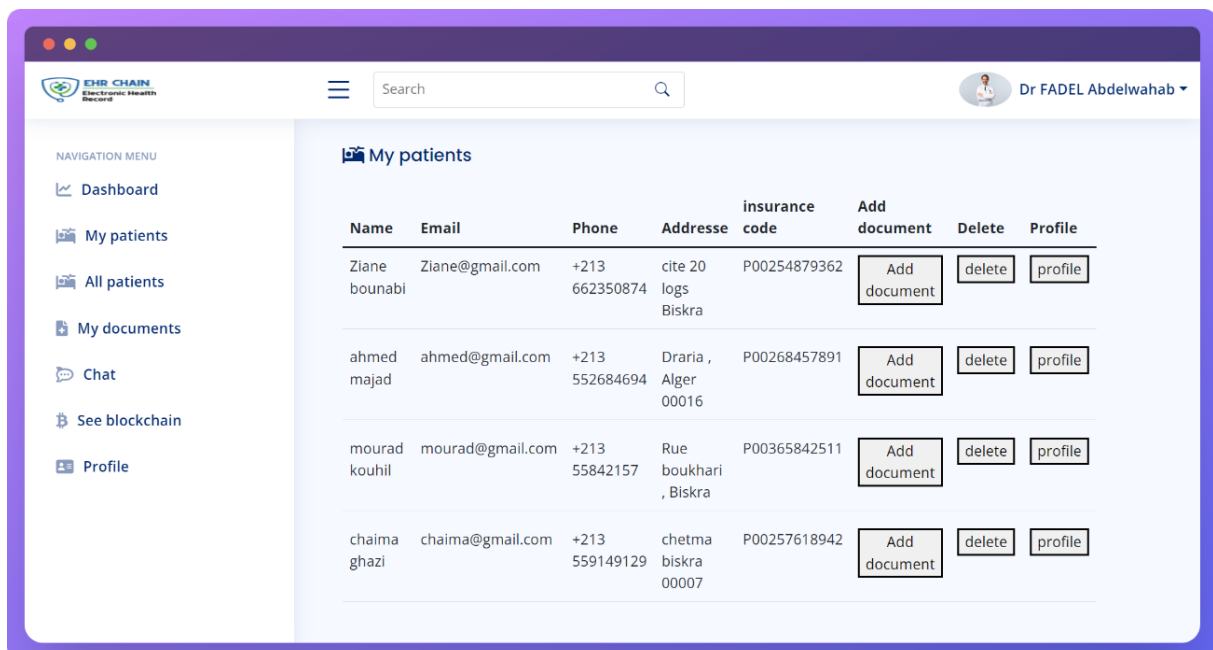 EHR CHAIN
Electronic Health
Record
Search
Dr FADEL Abdelwahab
NAVIGATION MENU
Dashboard
My patients
All patients
My documents
Chat
See blockchain
Profile
My patients
Name Email Phone Addresse insurance code Add document Delete Profile
Ziane bounabi Ziane@gmail.com +213 662350874 cite 20 logs Biskra P00254879362 Add document delete profile
ahmed majad ahmed@gmail.com +213 552684694 Draria , Alger 00016 P00268457891 Add document delete profile
mourad kouhil mourad@gmail.com +213 55842157 Rue boukhari , Biskra P00365842511 Add document delete profile
chaima ghazi chaima@gmail.com +213 559149129 chetma biskra 00007 P00257618942 Add document delete profile